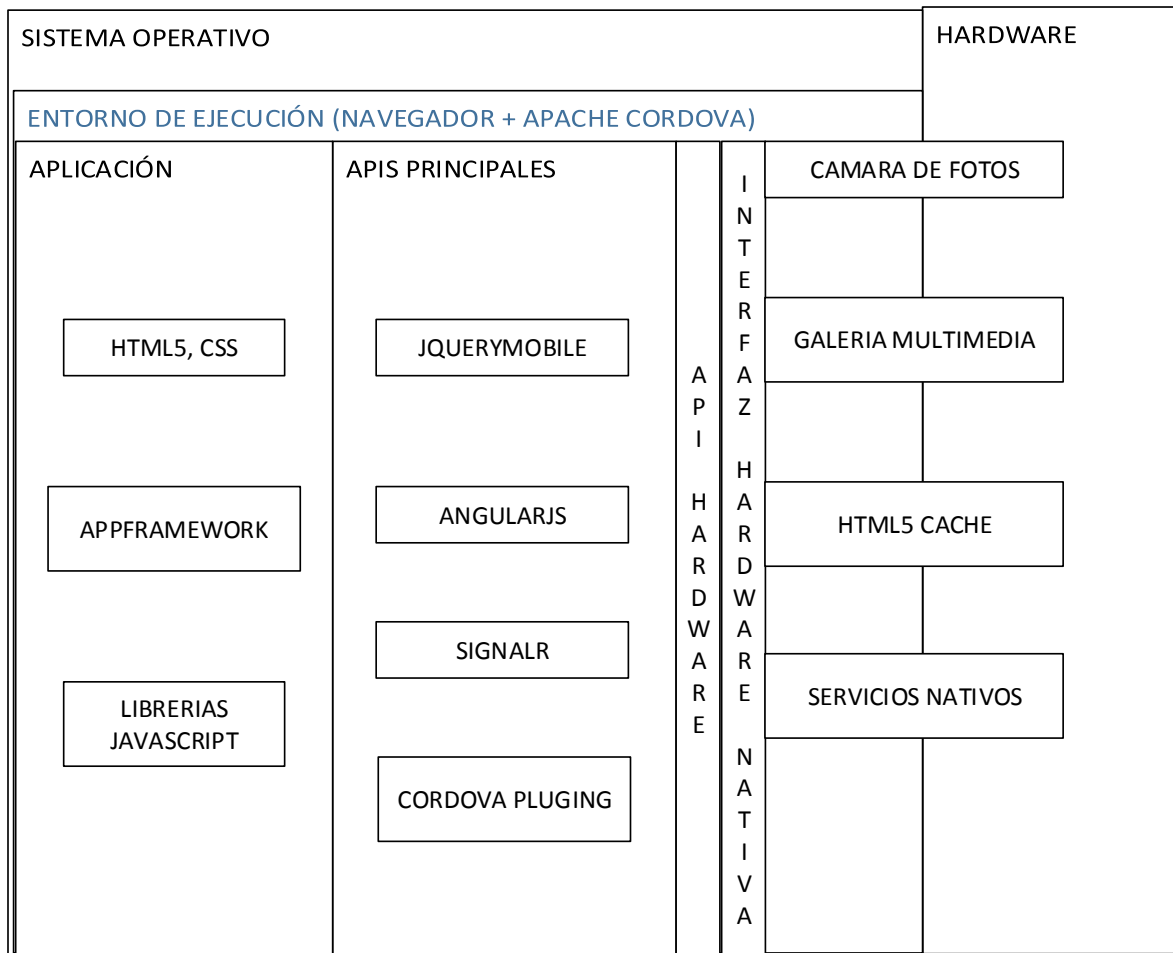 SISTEMA OPERATIVO
HARDWARE
ENTORNO DE EJECUCIÓN (NAVEGADOR + APACHE CORDOVA)
APLICACIÓN
HTML5, CSS
APPFRAMEWORK
LIBRERIAS
JAVASCRIPT
APIS PRINCIPALES
JQUERYMOBILE
ANGULARJS
SIGNALR
CORDOVA PLUGING
API HARDWARE
INTERFAZ HARDWARE NATIVA
CAMARA DE FOTOS
GALERIA MULTIMEDIA
HTML5 CACHE
SERVICIOS NATIVOS